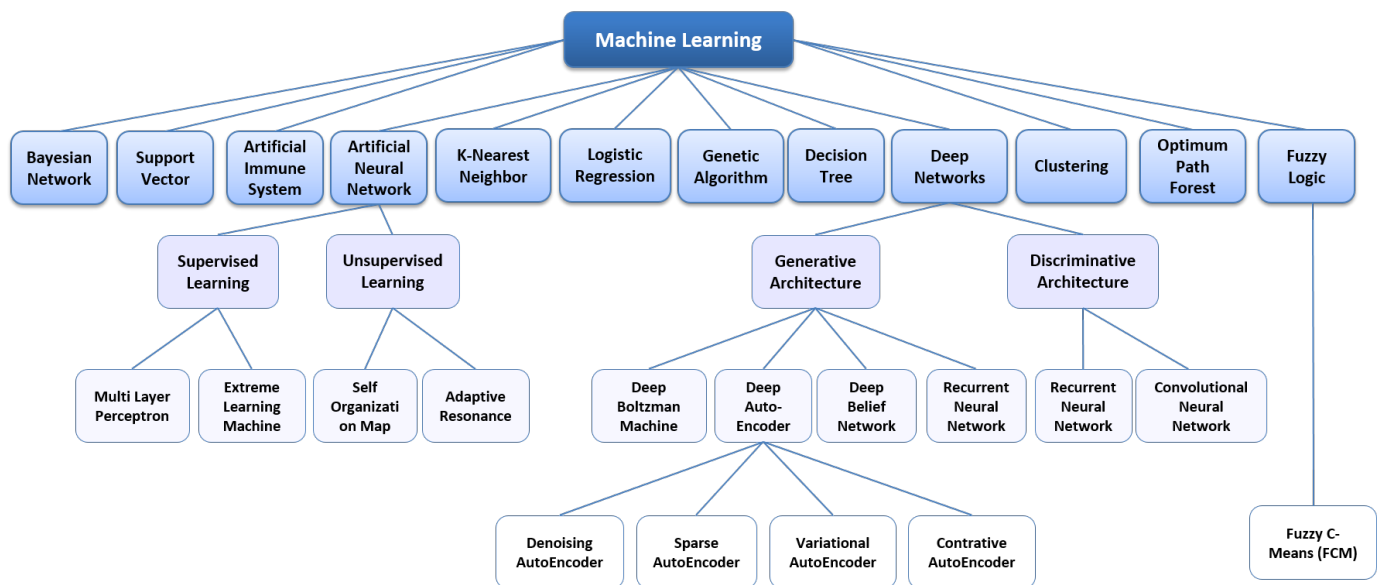 Machine Learning
Bayesian
Network
Support
Vector
Artificial
Immune
System
Artificial
Neural
Network
K-Nearest
Neighbor
Logistic
Regression
Genetic
Algorithm
Decision
Tree
Deep
Networks
Clustering
Optimum
Path
Forest
Fuzzy
Logic
Supervised
Learning
Unsupervised
Learning
Generative
Architecture
Discriminative
Architecture
Multi Layer
Perceptron
Extreme
Learning
Machine
Self
Organizati
on Map
Adaptive
Resonance
Deep
Boltzman
Machine
Deep
Auto-
Encoder
Deep
Belief
Network
Recurrent
Neural
Network
Recurrent
Neural
Network
Convolutional
Neural
Network
Denoising
AutoEncoder
Sparse
AutoEncoder
Variational
AutoEncoder
Contrative
AutoEncoder
Fuzzy C-
Means (FCM)